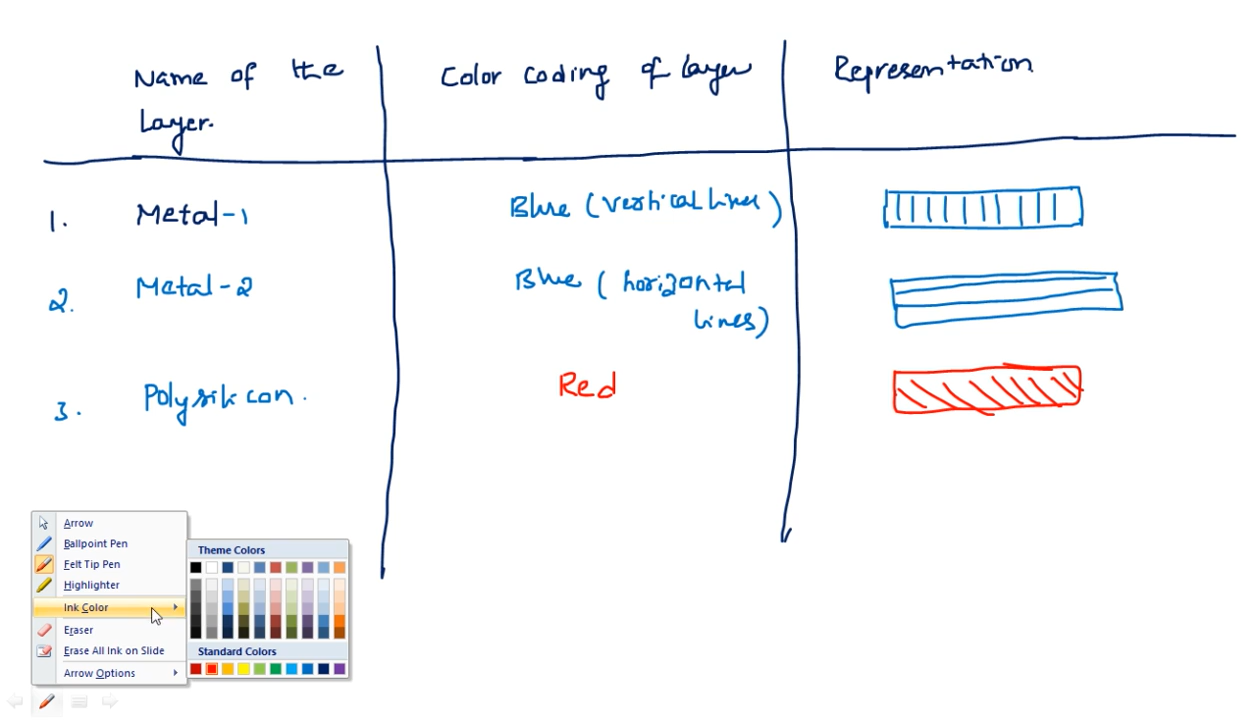 Name of the
Layer.
Color coding of layer
Representation
1. Metal-1 Blue (vertical lines)
2. Metal-2 Blue (horizontal
lines)
3. Polysilicon. Red
Arrow
Ballpoint Pen
Felt Tip Pen
Highlighter
Ink Color
Eraser
Erase All Ink on Slide
Arrow Options
Theme Colors
Standard Colors